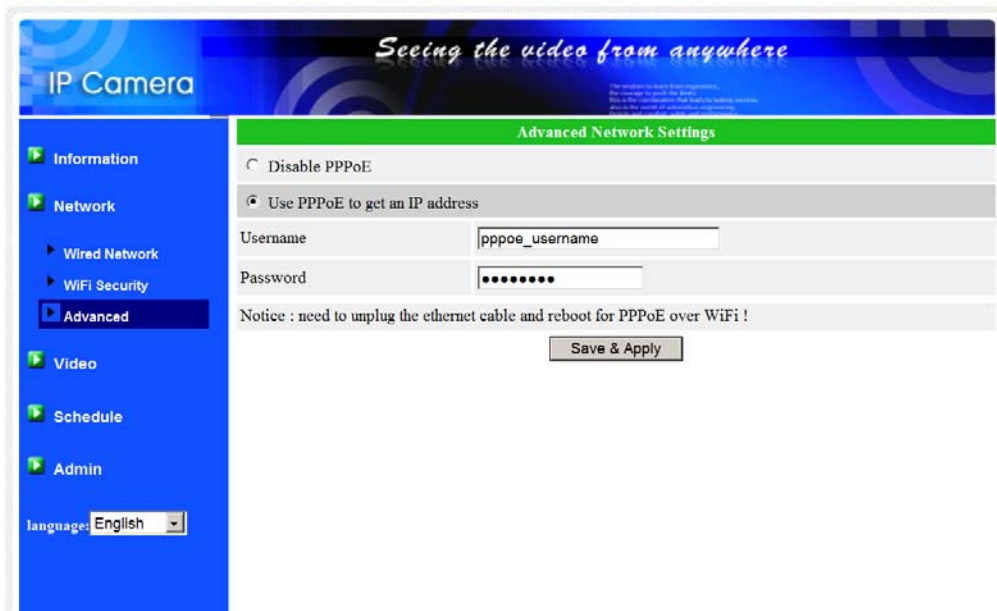 Seeing the video from anywhere
IP Camera
Advanced Network Settings
Information
Network
Wired Network
WiFi Security
Advanced
Video
Schedule
Admin
language: English
Disable PPPoE
Use PPPoE to get an IP address
Username pppoe_username
Password ••••••••
Notice : need to unplug the ethernet cable and reboot for PPPoE over WiFi !
Save & Apply